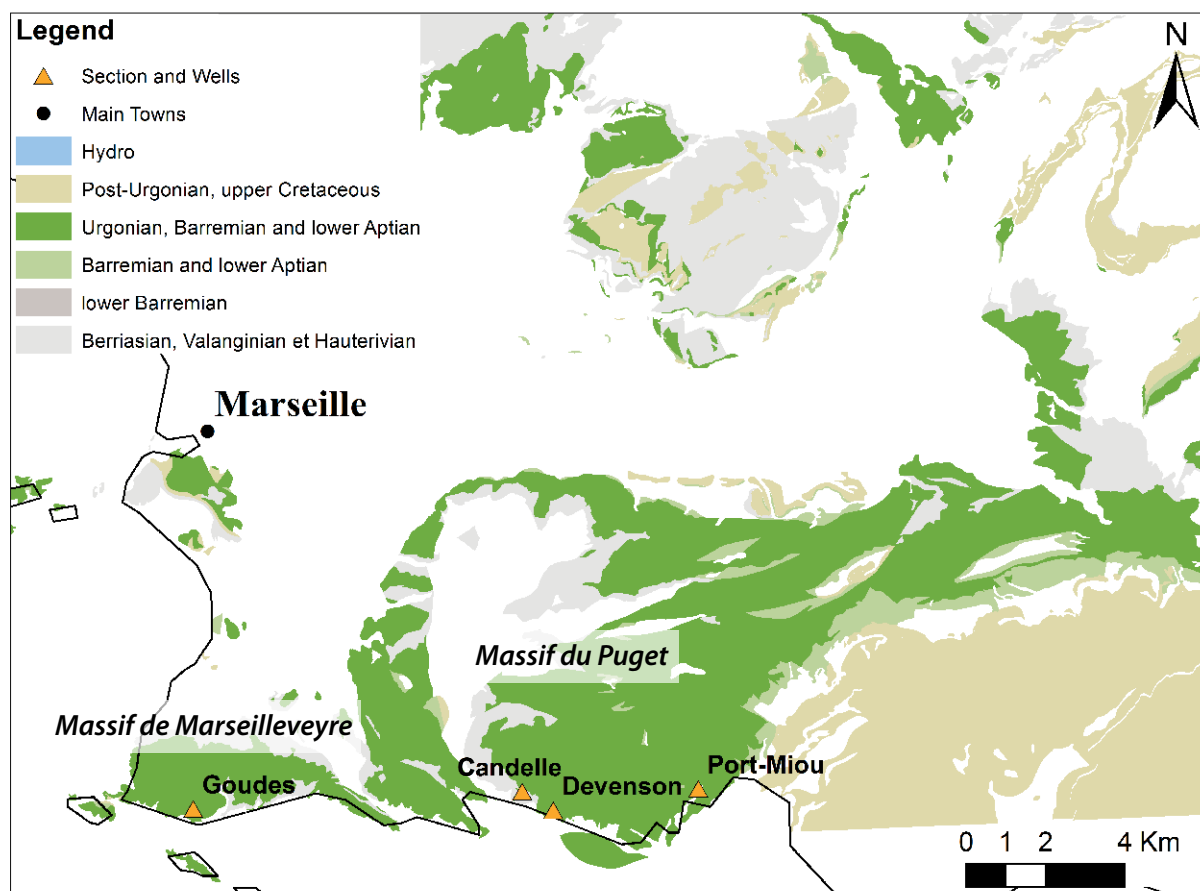 Legend
Section and Wells
Main Towns
Hydro
Post-Urgonian, upper Cretaceous
Urgonian, Barremian and lower Aptian
Barremian and lower Aptian
lower Barremian
Berriasian, Valanginian et Hauterivian
N
Marseille
Massif du Puget
Massif de Marseilleveyre
Goudes
Candelle
Devenson
Port-Miou
0 1 2 4 Km